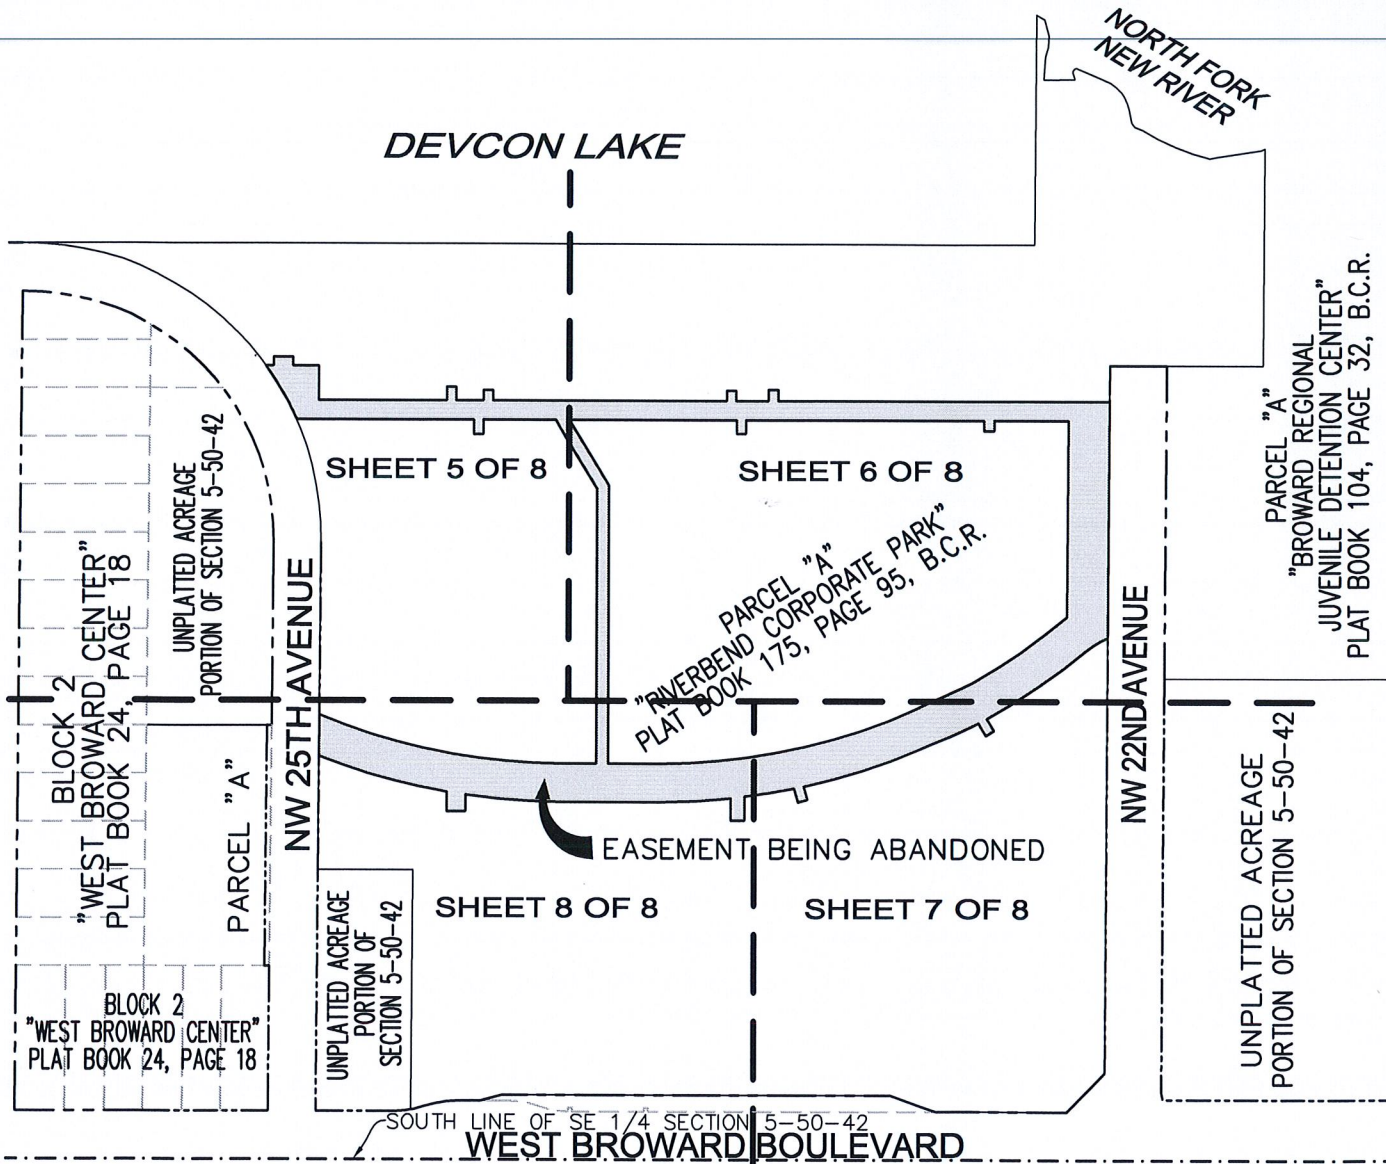 NORTH FORK
NEW RIVER
DEVCON LAKE
PARCEL "A"
"BROWARD REGIONAL
JUVENILE DETENTION CENTER"
PLAT BOOK 104, PAGE 32, B.C.R.
UNPLATTED ACREAGE
PORTION OF SECTION 5-50-42
SHEET 5 OF 8
SHEET 6 OF 8
PARCEL "A"
"RIVERBEND CORPORATE PARK"
PLAT BOOK 175, PAGE 95, B.C.R.
BLOCK 2
"WEST BROWARD CENTER"
PLAT BOOK 24, PAGE 18
NW 25TH AVENUE
NW 22ND AVENUE
PARCEL "A"
EASEMENT BEING ABANDONED
UNPLATTED ACREAGE
PORTION OF SECTION 5-50-42
SHEET 8 OF 8
SHEET 7 OF 8
UNPLATTED ACREAGE
PORTION OF
SECTION 5-50-42
BLOCK 2
"WEST BROWARD CENTER"
PLAT BOOK 24, PAGE 18
SOUTH LINE OF SE 1/4 SECTION 5-50-42
WEST BROWARD BOULEVARD